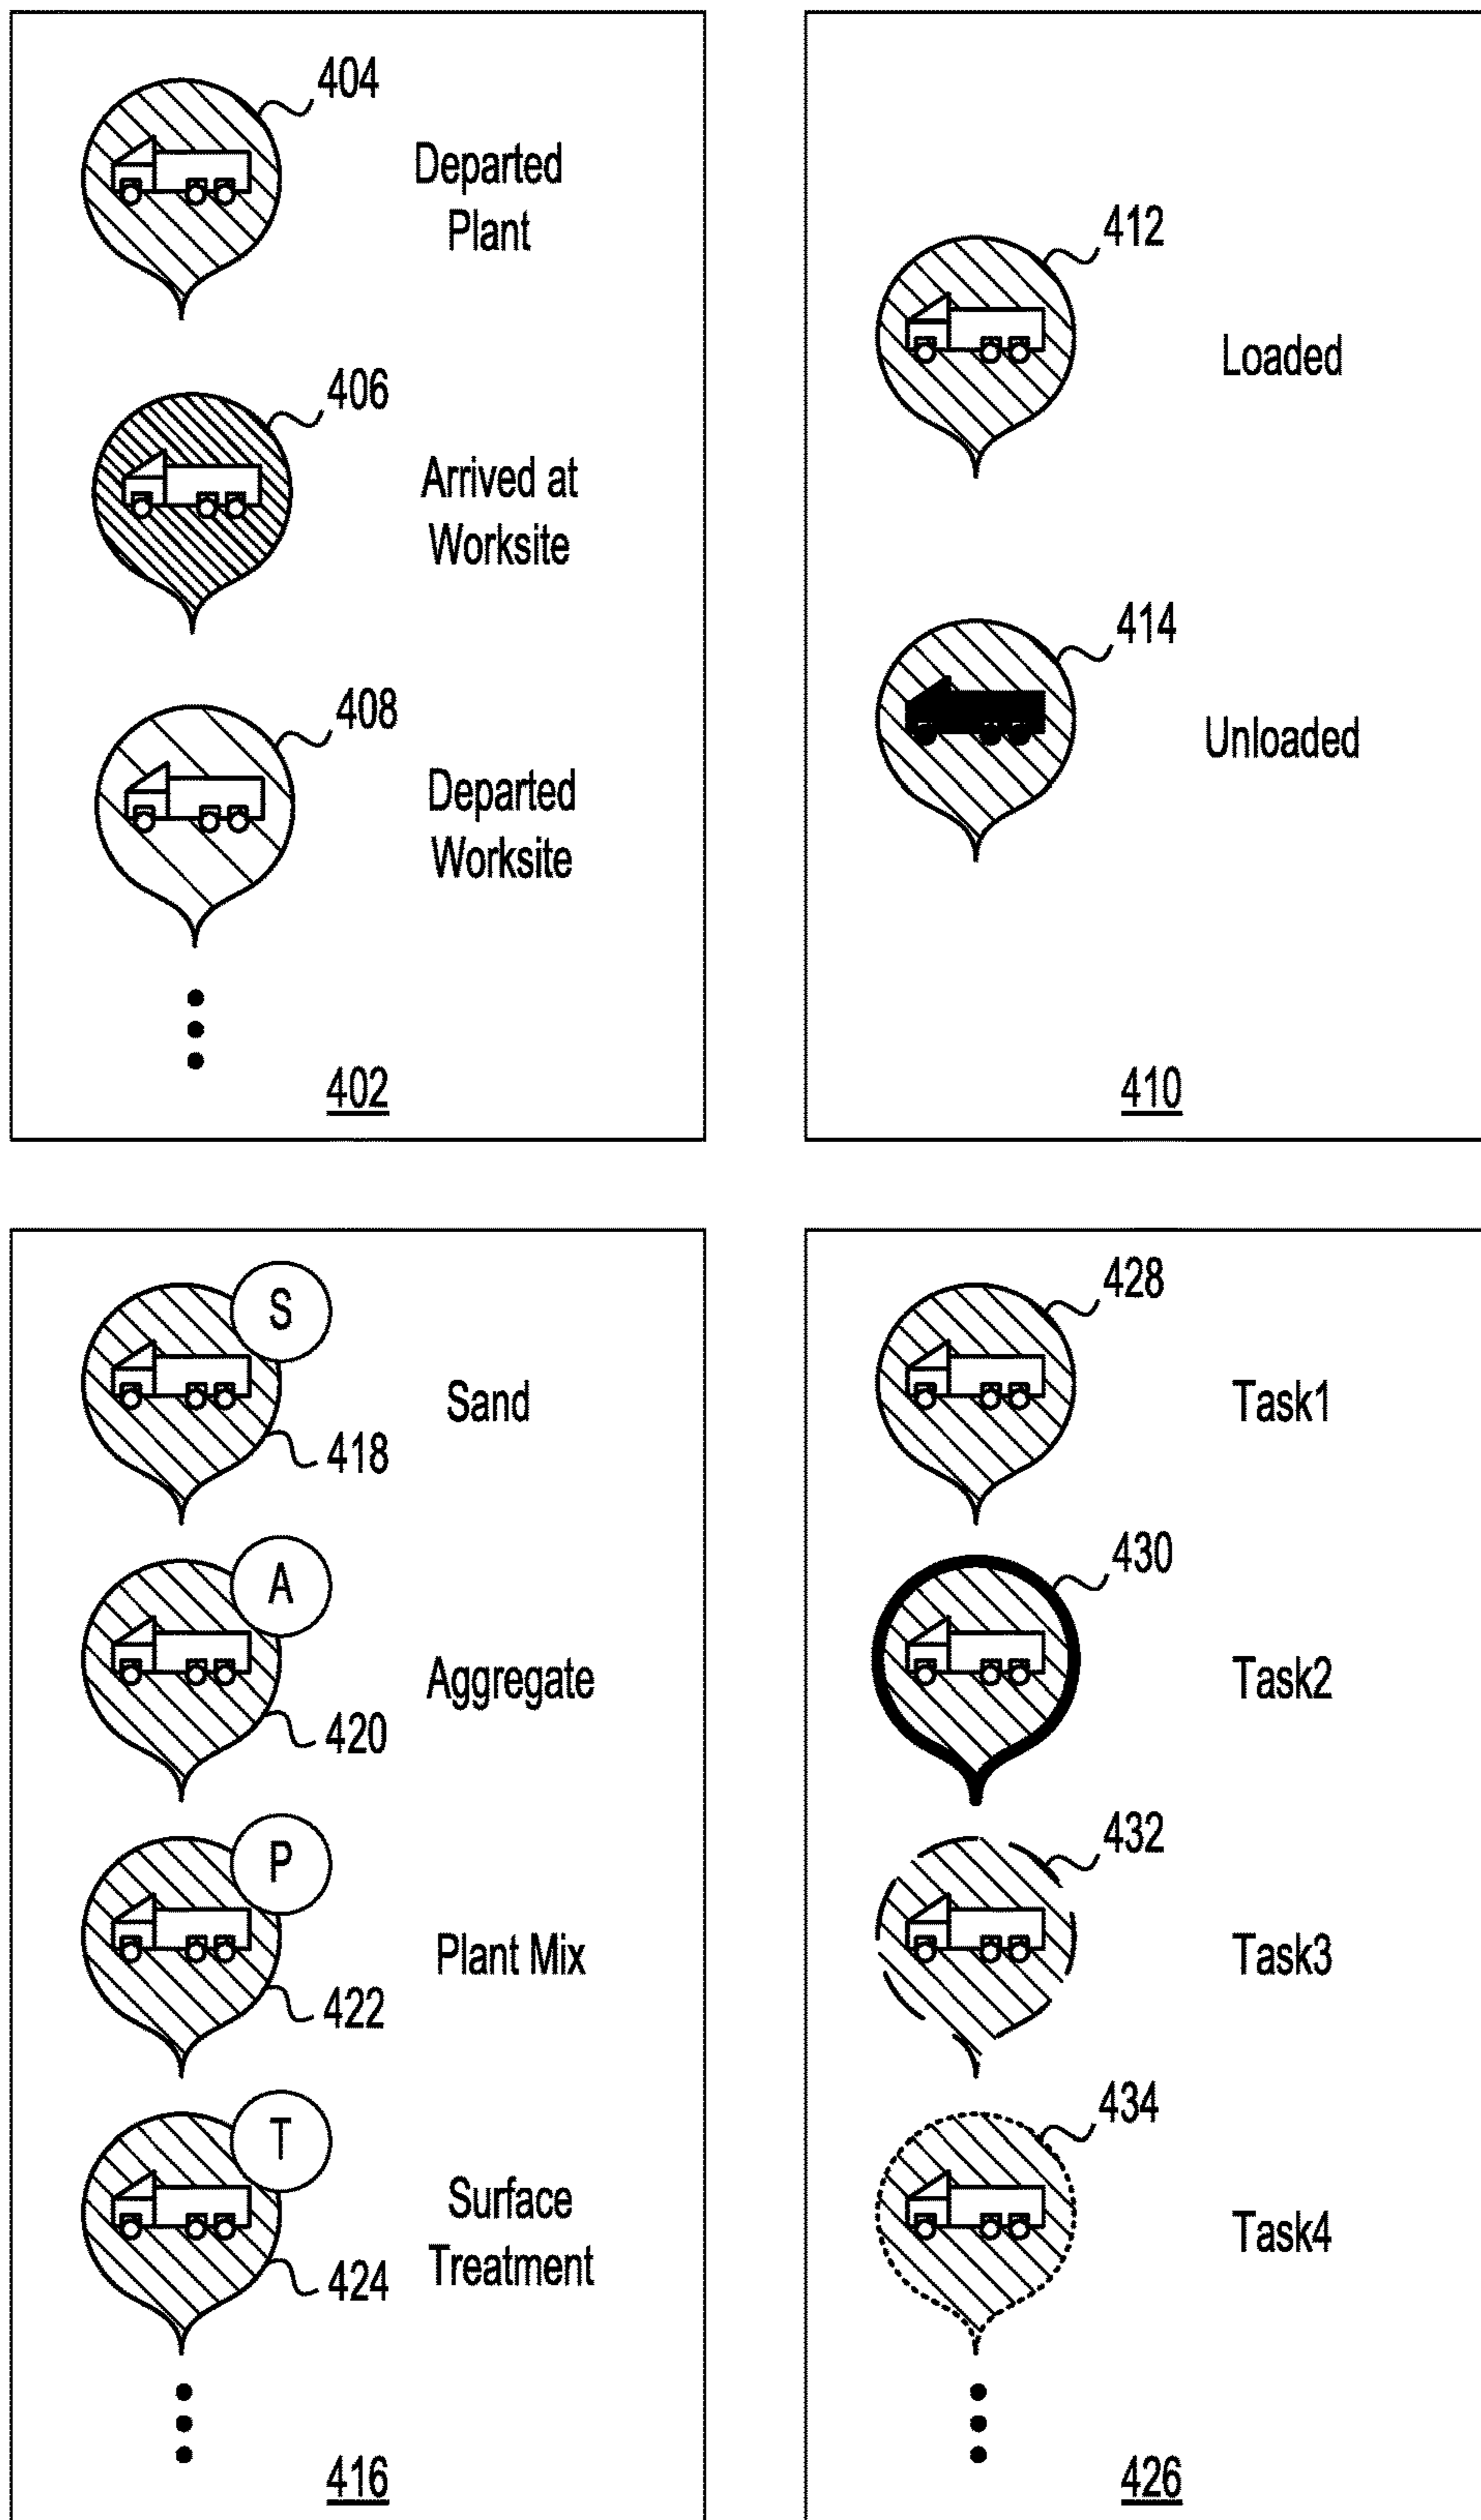 404
Departed
Plant
406
Arrived at
Worksite
408
Departed
Worksite
402
412
Loaded
414
Unloaded
410
S
Sand
418
A
Aggregate
420
P
Plant Mix
422
T
Surface
Treatment
424
416
428
Task1
430
Task2
432
Task3
434
Task4
426